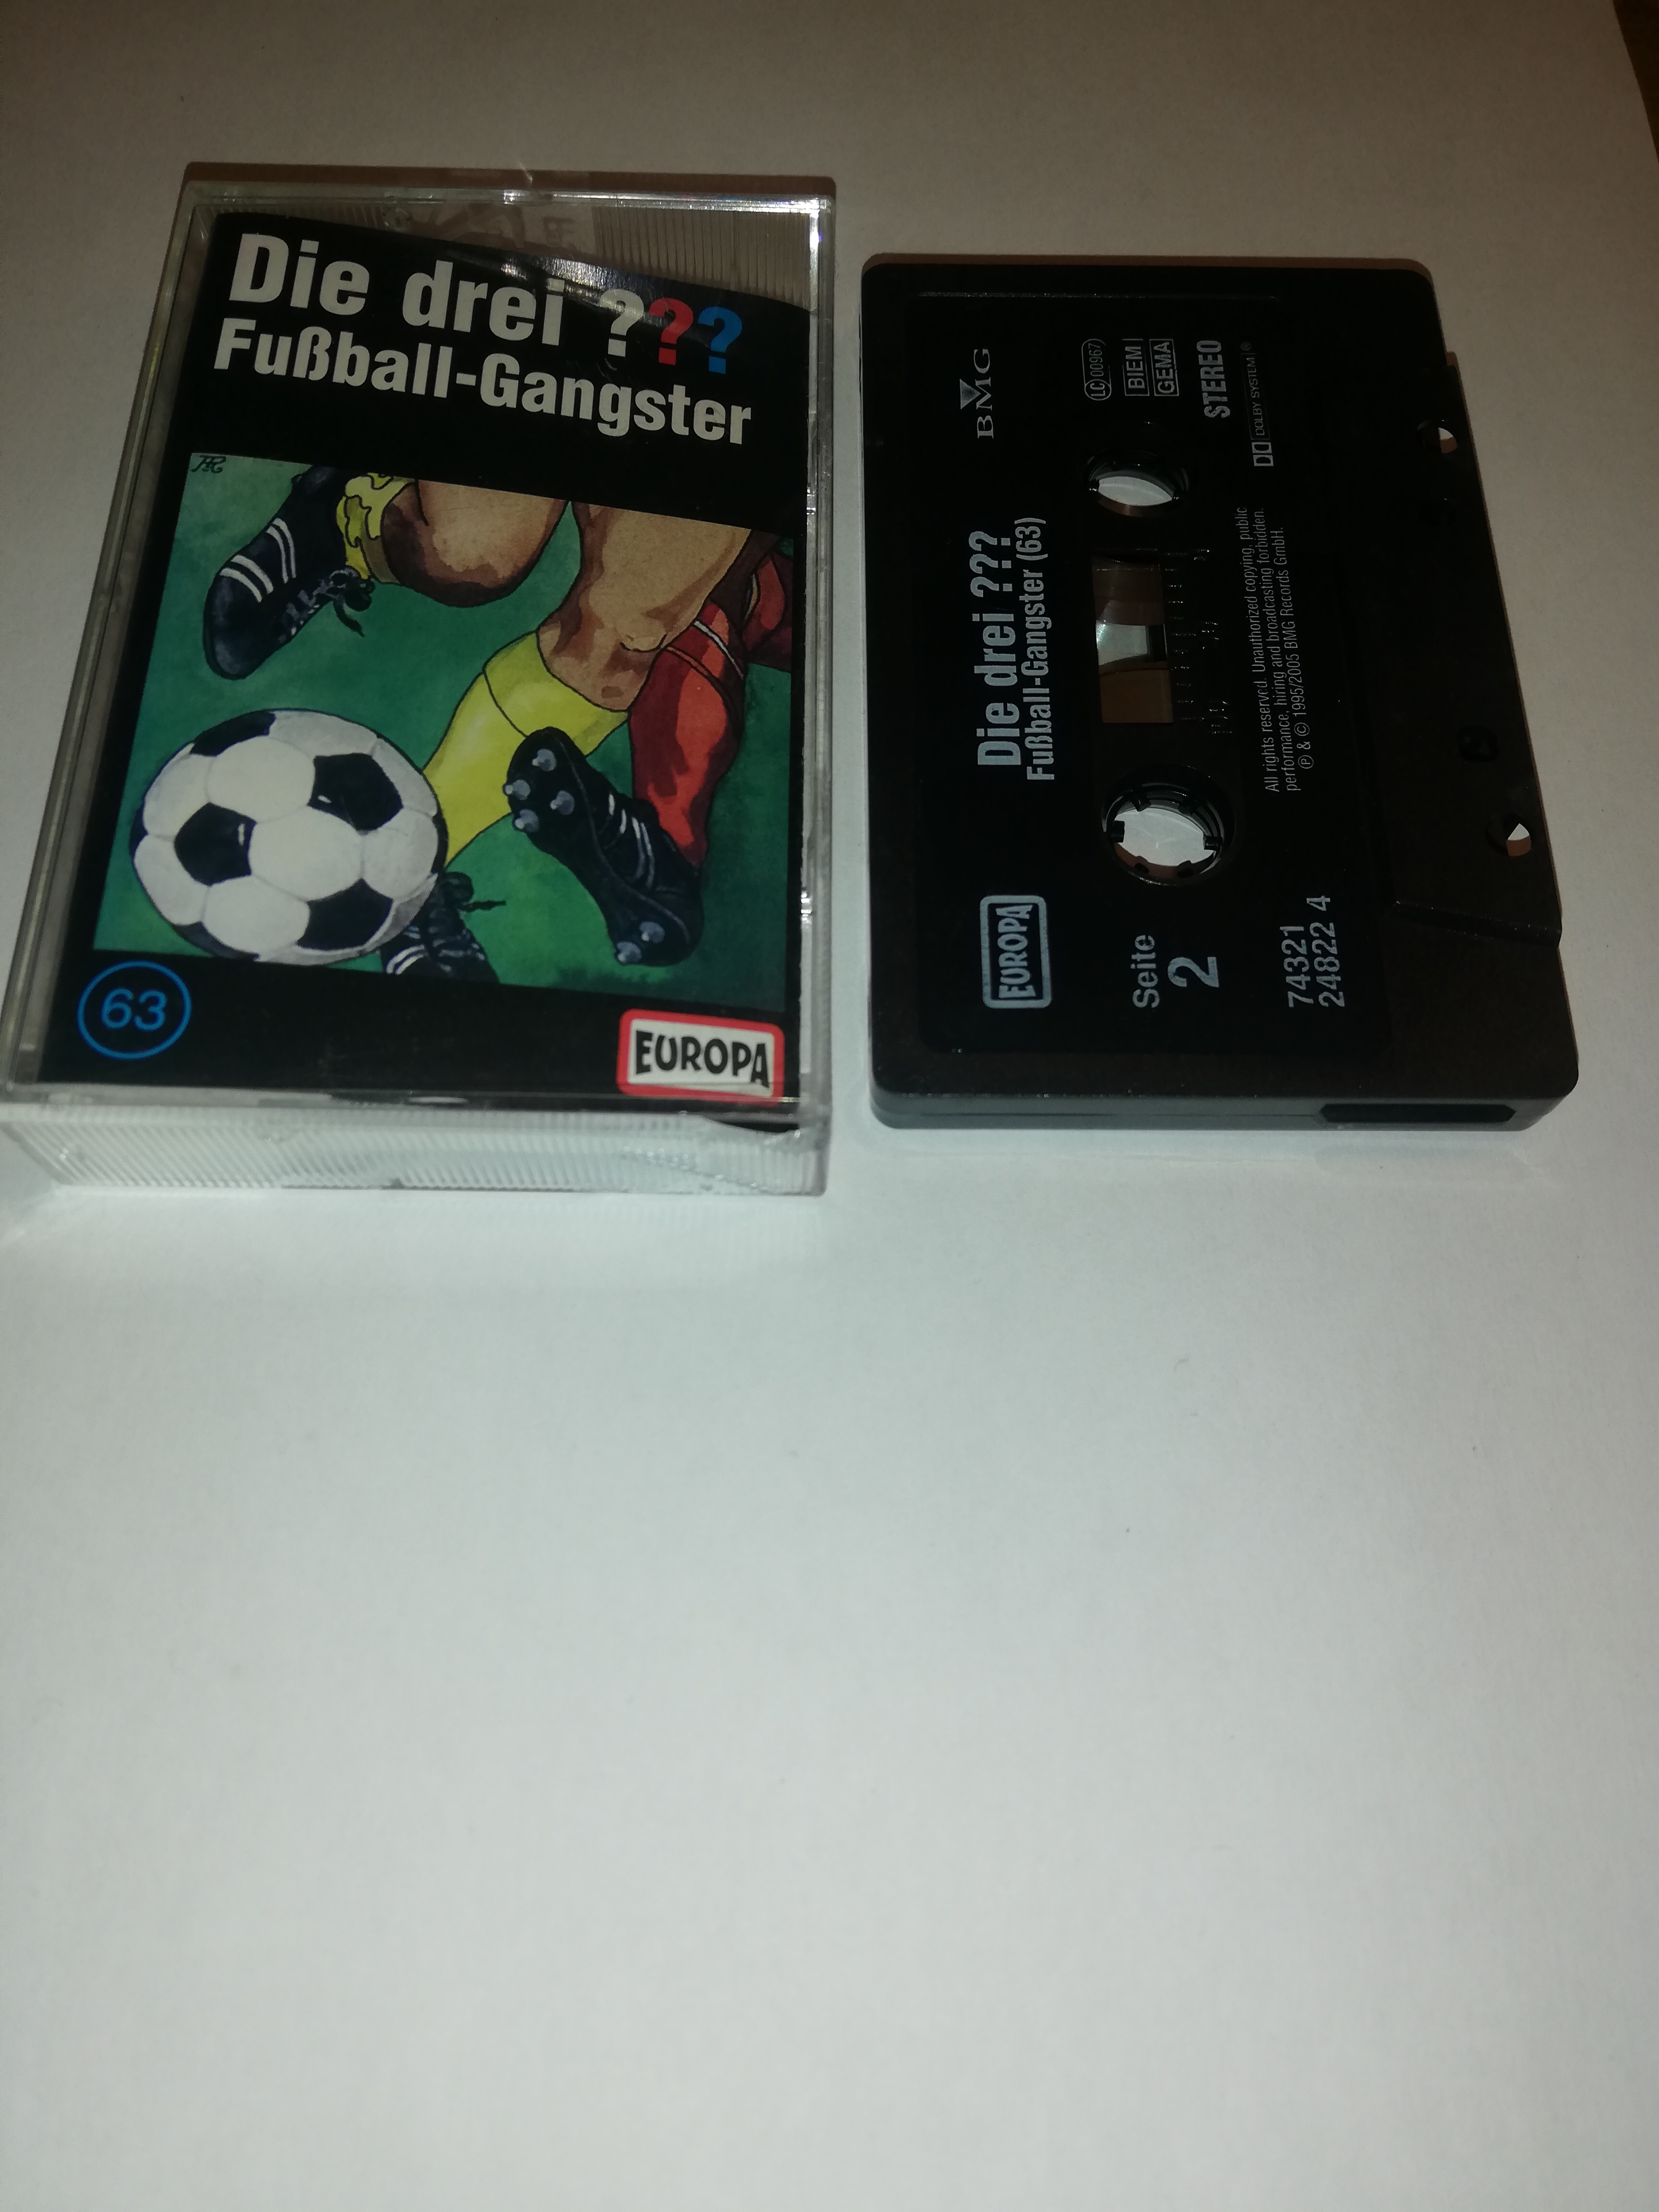 Die drei ???
Fußball-Gangster
63
EUROPA
EUROPA
Die drei ???
Fußball-Gangster (63)
BMG
Seite
2
LC 00967
BIEM
GEMA
STEREO
DOLBY SYSTEM ®
All rights reserved. Unauthorized copying, public
performance, hiring and broadcasting forbidden.
℗ & © 1995/2005 BMG Records GmbH.
74321
24822 4